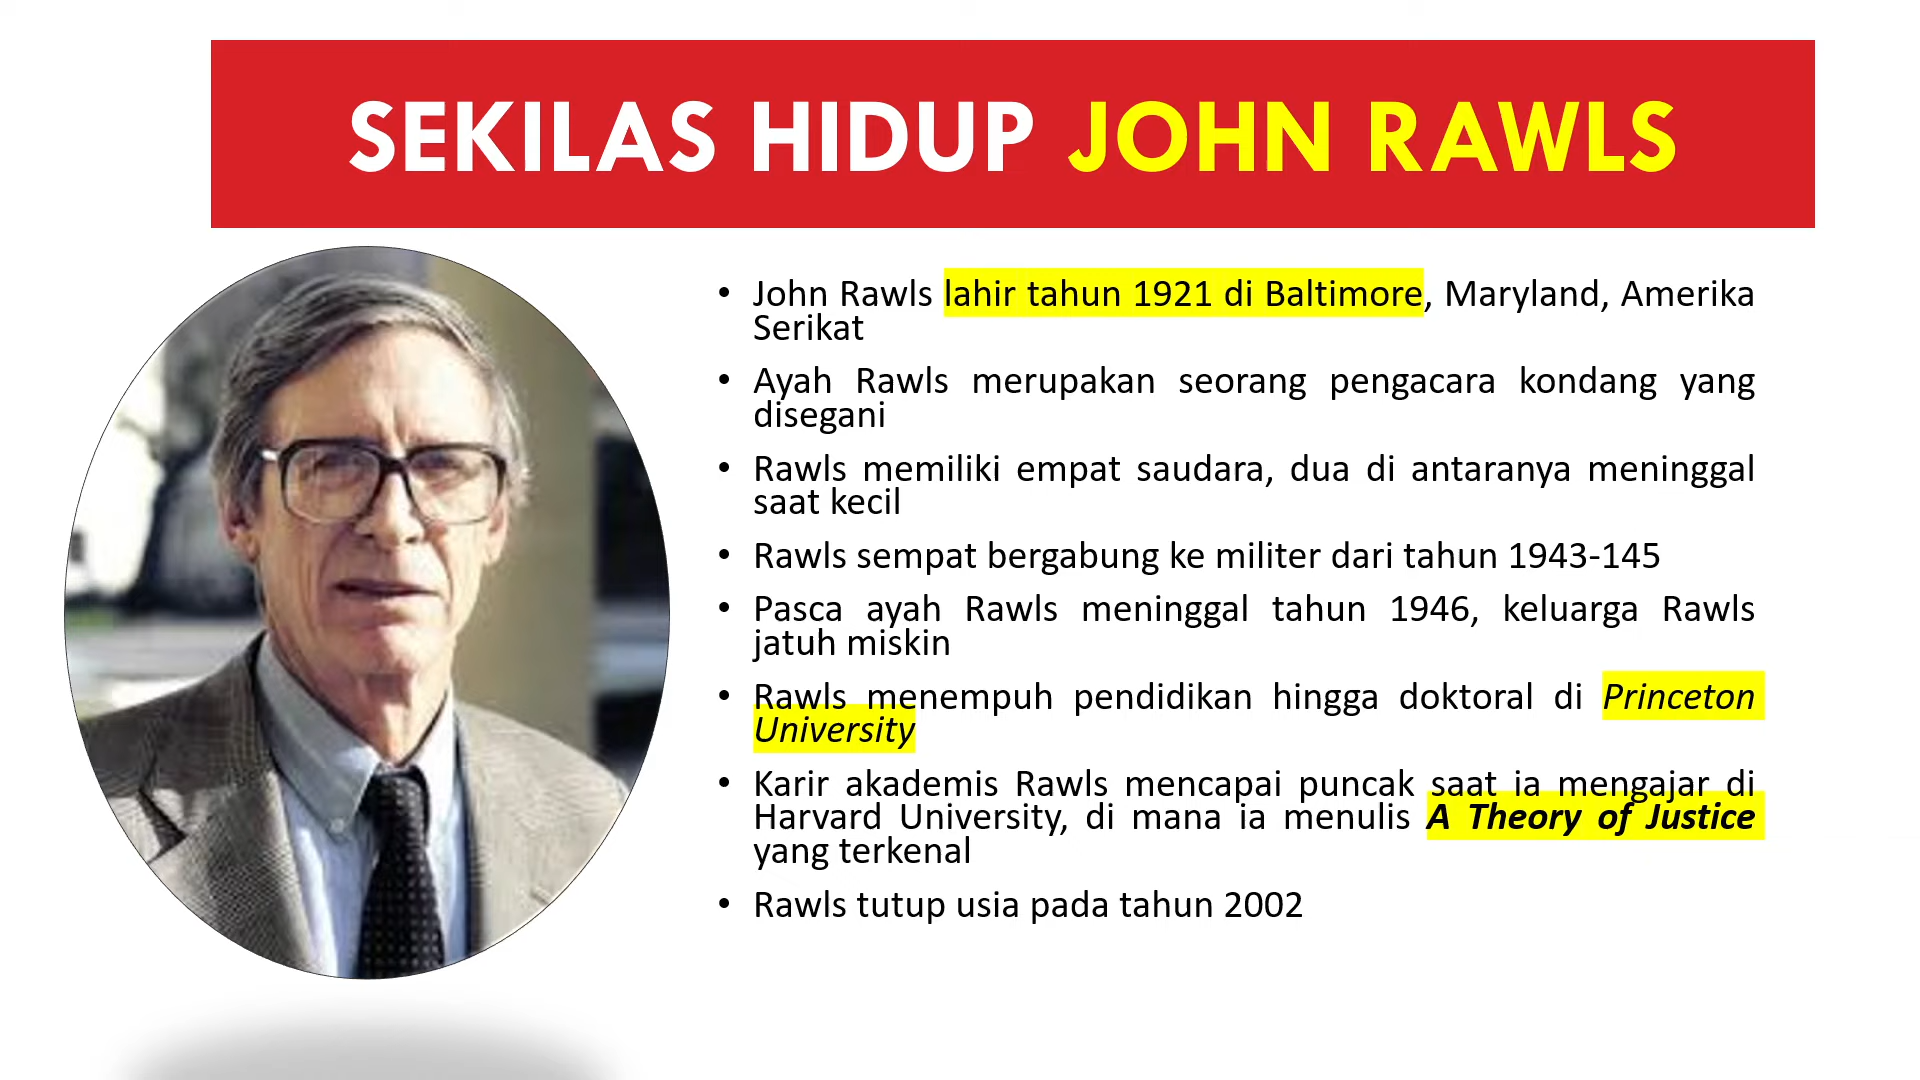 SEKILAS HIDUP JOHN RAWLS
• John Rawls lahir tahun 1921 di Baltimore, Maryland, Amerika
Serikat
• Ayah Rawls merupakan seorang pengacara kondang yang
disegani
• Rawls memiliki empat saudara, dua di antaranya meninggal
saat kecil
• Rawls sempat bergabung ke militer dari tahun 1943-145
• Pasca ayah Rawls meninggal tahun 1946, keluarga Rawls
jatuh miskin
• Rawls menempuh pendidikan hingga doktoral di Princeton
University
• Karir akademis Rawls mencapai puncak saat ia mengajar di
Harvard University, di mana ia menulis A Theory of Justice
yang terkenal
• Rawls tutup usia pada tahun 2002